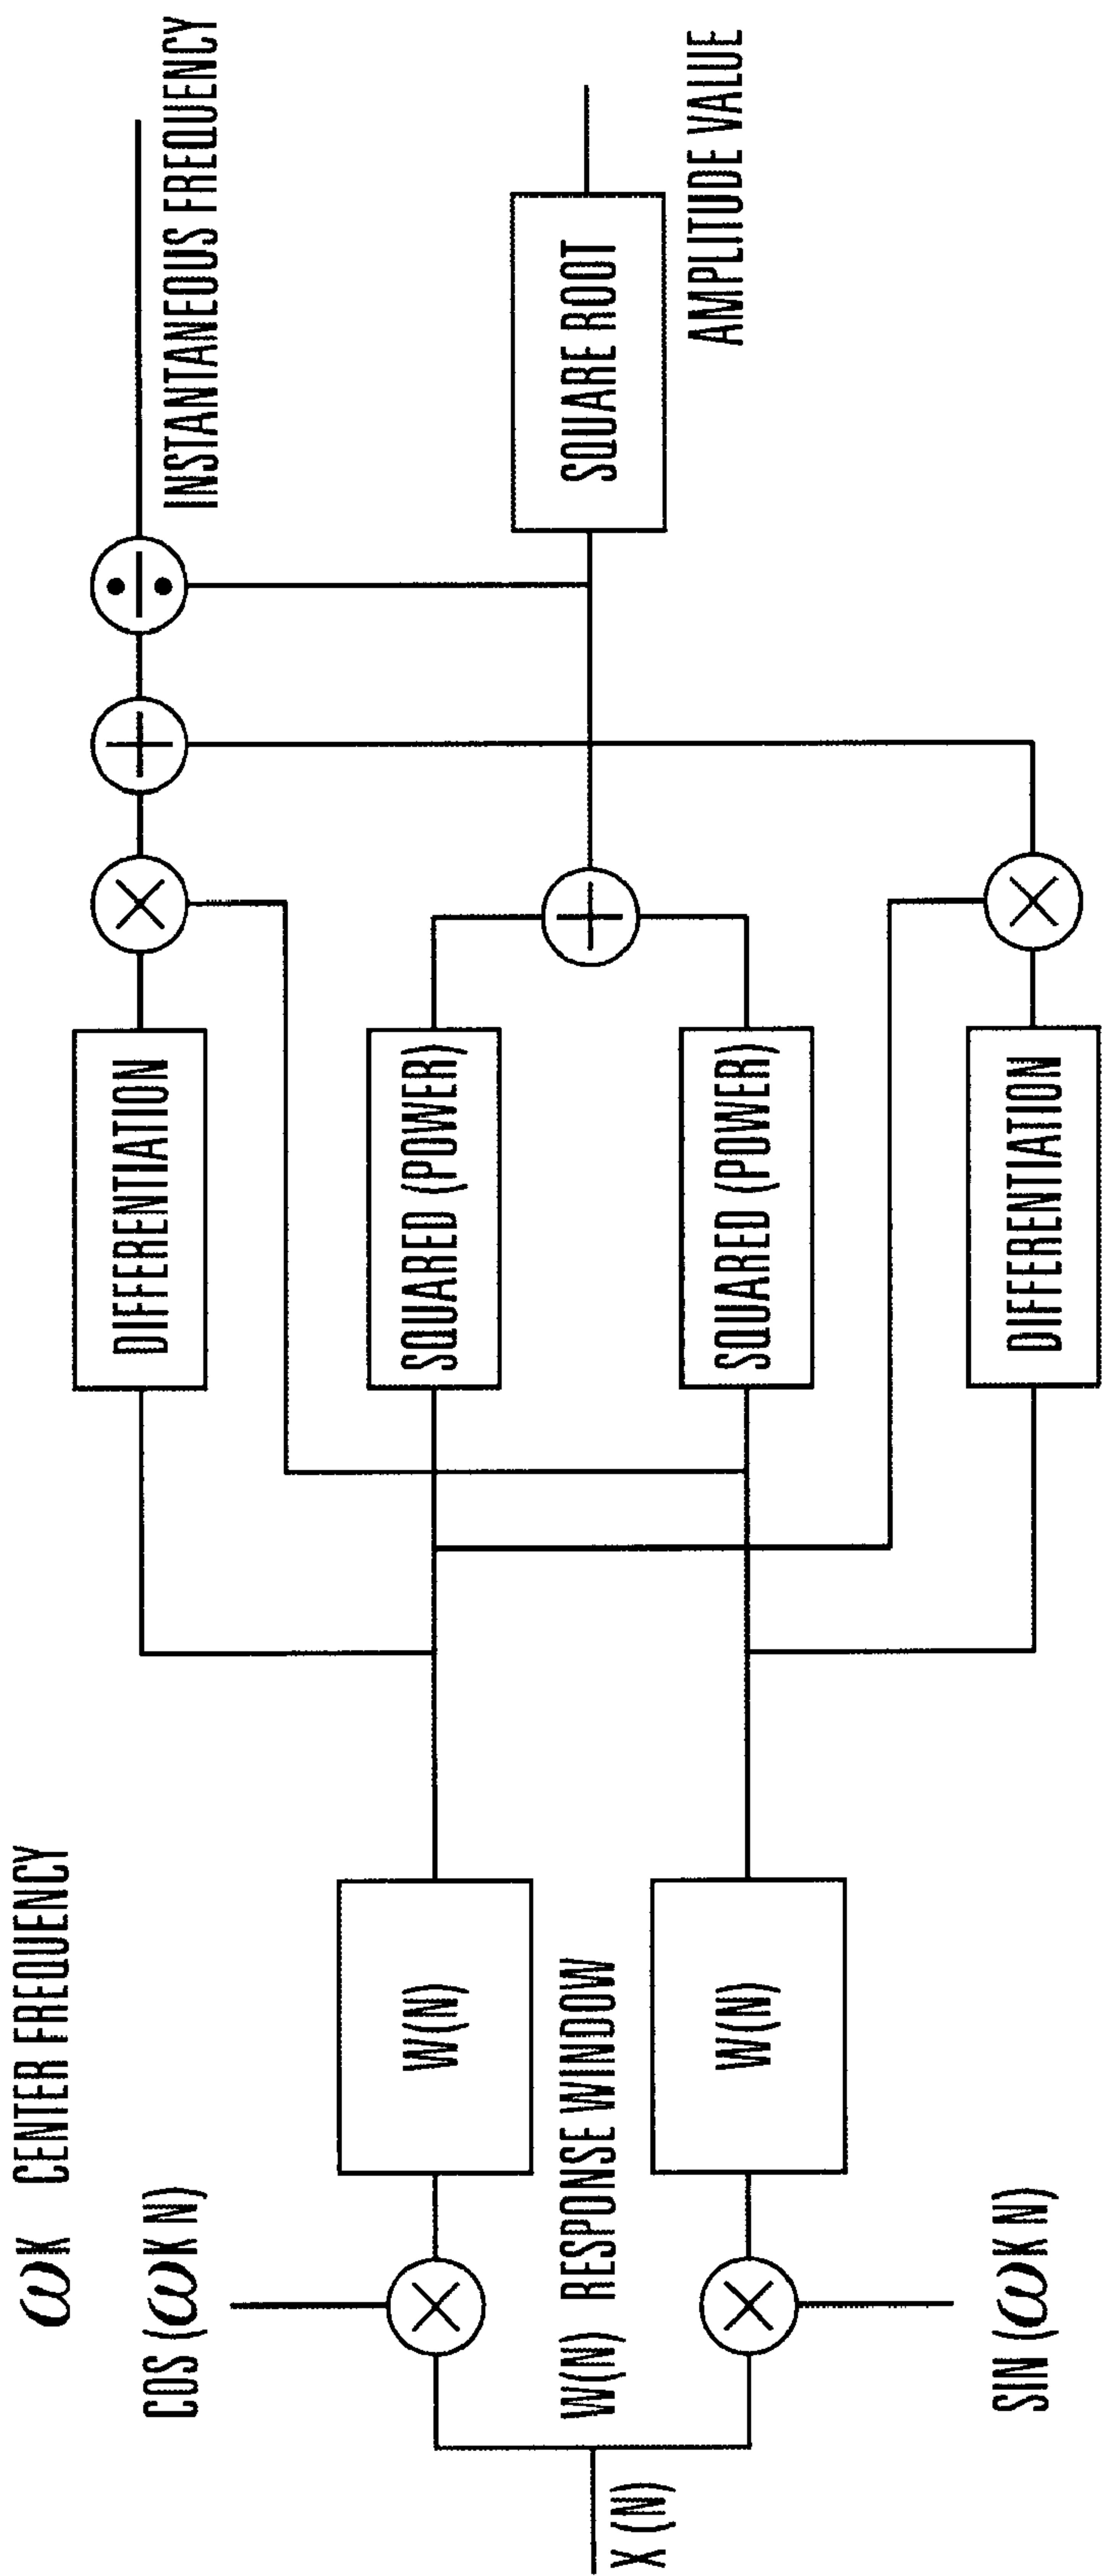 ωK CENTER FREQUENCY
COS (ωK N)
INSTANTANEOUS FREQUENCY
DIFFERENTIATION
W(N)
SQUARED (POWER)
X (N)
W(N) RESPONSE WINDOW
SQUARE ROOT
AMPLITUDE VALUE
W(N)
SQUARED (POWER)
SIN (ωK N)
DIFFERENTIATION